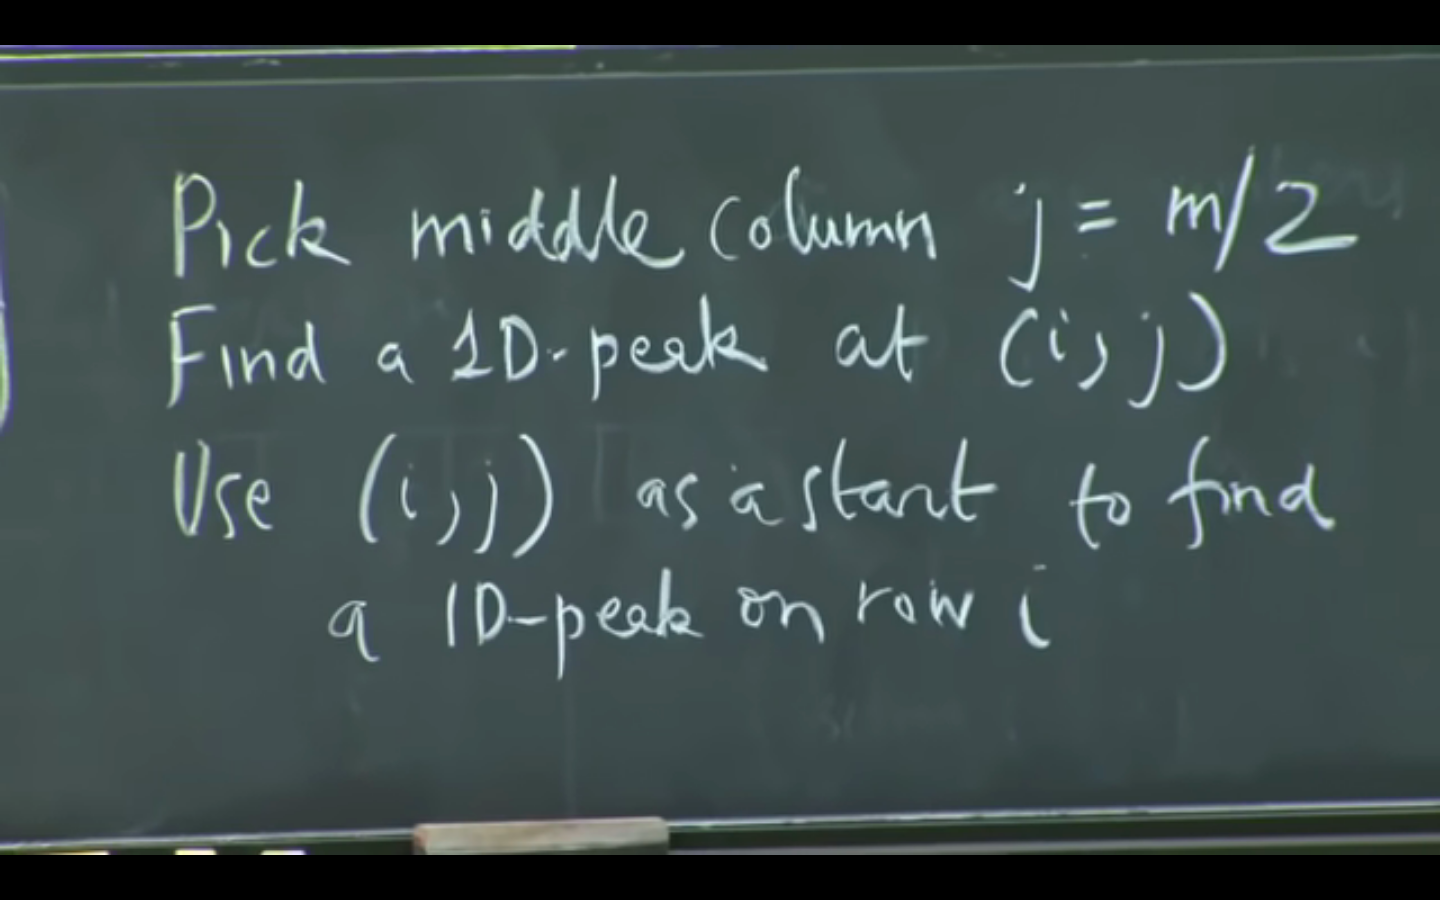 Pick middle column j = m/2
Find a 1D-peak at (i,j)
Use (i,j) as a start to find
a 1D-peak on row i